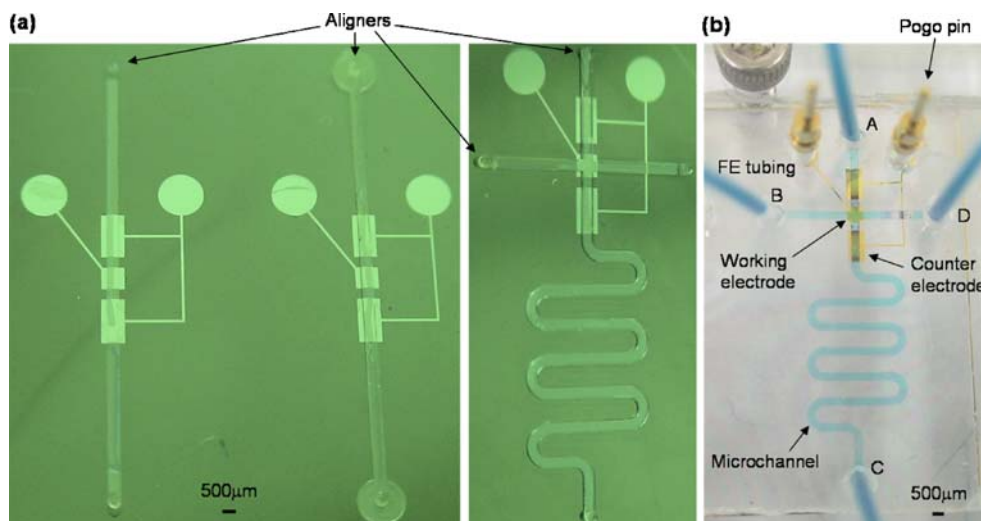 (a)
Aligners
500μm
(b)
Pogo pin
A
FE tubing
B
D
Working
electrode
Counter
electrode
Microchannel
C
500μm